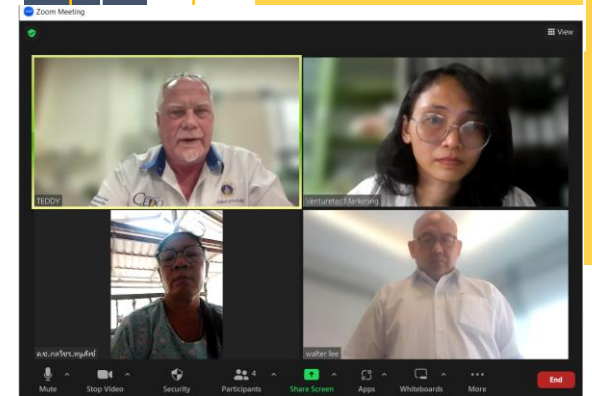 Zoom Meeting
View
TEDDY
Venturetec Marketing
walter lee
4
Mute
Stop Video
Security
Participants
Share Screen
Apps
Whiteboards
More
End